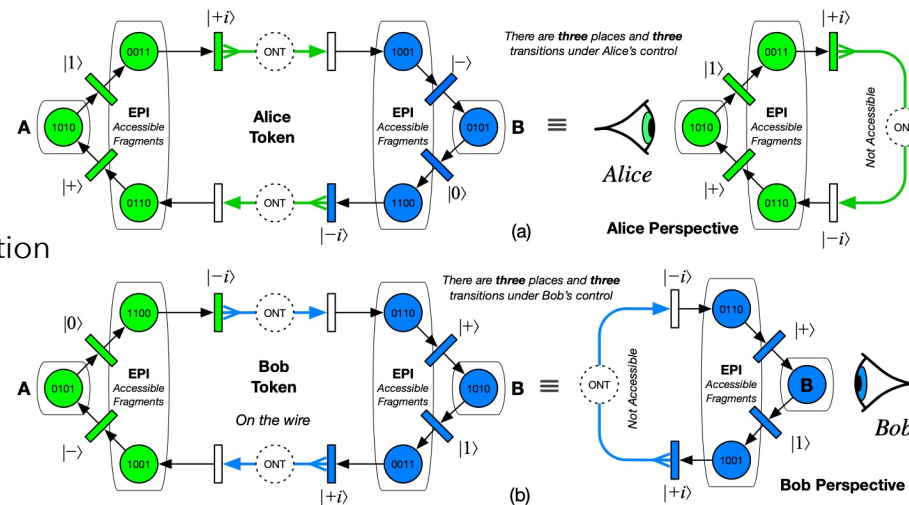 |+i⟩
There are three places and three
transitions under Alice's control
|+i⟩
0011
ONT
1001
0011
|1⟩
|−⟩
|1⟩
A
1010
EPI
Accessible
Fragments
Alice
Token
EPI
Accessible
Fragments
0101
B
≡
Alice
1010
EPI
Accessible
Fragments
Not Accessible
ON
|+⟩
|0⟩
|+⟩
0110
ONT
1100
0110
|−i⟩
(a)
Alice Perspective
|−i⟩
tion
|−i⟩
There are three places and three
transitions under Bob's control
|−i⟩
1100
ONT
0110
0110
|0⟩
|+⟩
|+⟩
A
0101
EPI
Accessible
Fragments
Bob
Token
On the wire
EPI
Accessible
Fragments
1010
B
≡
ONT
Not Accessible
EPI
Accessible
Fragments
B
Bob
|−⟩
|1⟩
|1⟩
1001
ONT
0011
1001
|+i⟩
(b)
|+i⟩
Bob Perspective